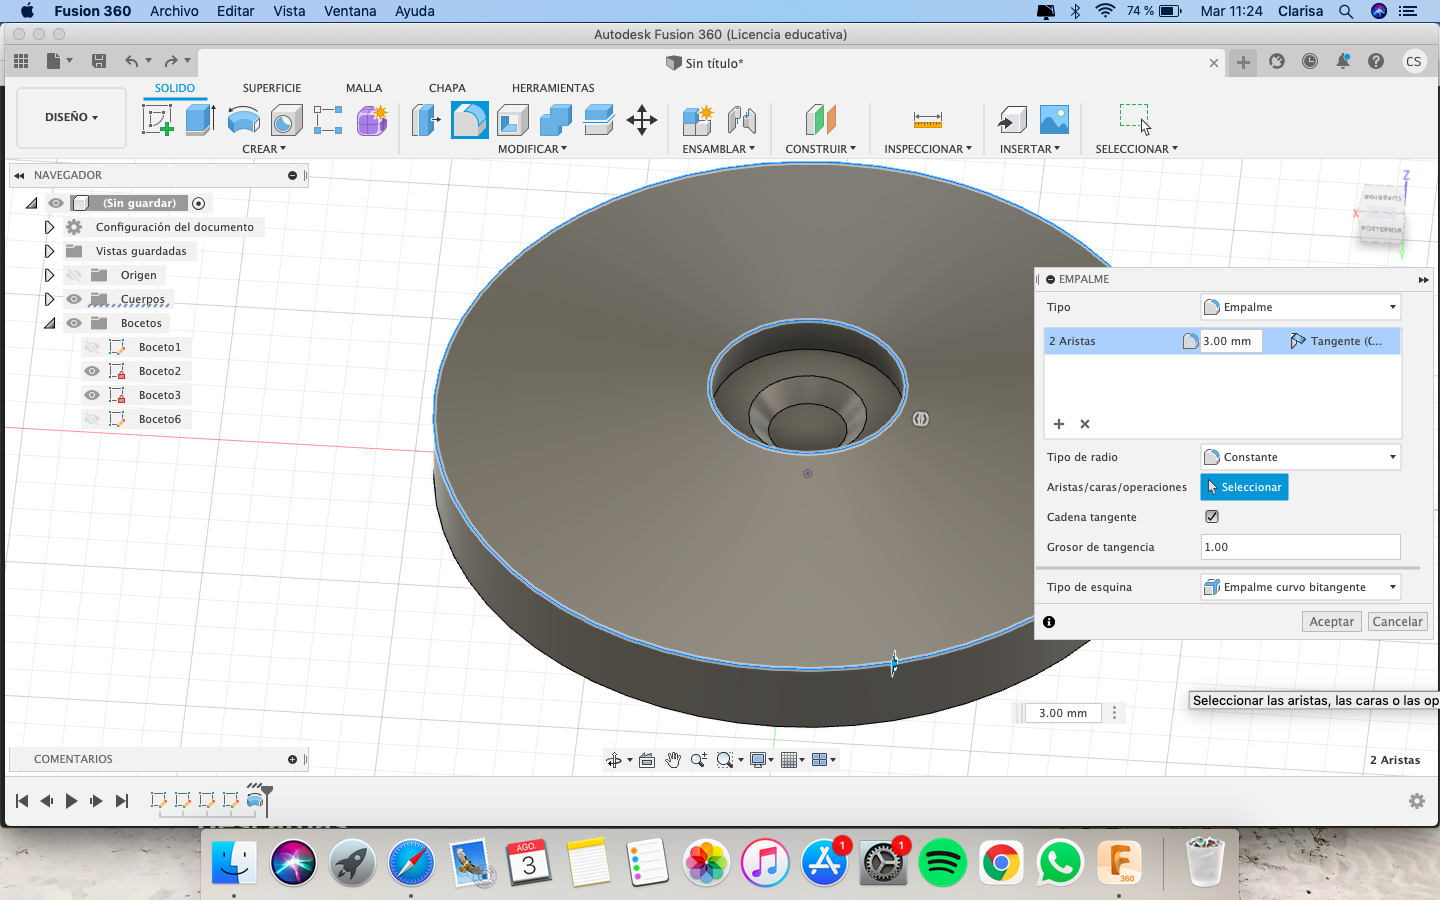 Fusion 360 Archivo Editar Vista Ventana Ayuda 74 % Mar 11:24 Clarisa
Autodesk Fusion 360 (Licencia educativa)
Sin título* CS
SOLIDO SUPERFICIE MALLA CHAPA HERRAMIENTAS
DISEÑO
CREAR MODIFICAR ENSAMBLAR CONSTRUIR INSPECCIONAR INSERTAR SELECCIONAR
NAVEGADOR
(Sin guardar)
Configuración del documento
Vistas guardadas
Origen
Cuerpos
Bocetos
Boceto1
Boceto2
Boceto3
Boceto6
Z
SUPERIOR
X
POSTERIOR
EMPALME
Tipo Empalme
2 Aristas 3.00 mm Tangente (G...
Tipo de radio Constante
Aristas/caras/operaciones Seleccionar
Cadena tangente
Grosor de tangencia 1.00
Tipo de esquina Empalme curvo bitangente
Aceptar Cancelar
Seleccionar las aristas, las caras o las op
3.00 mm
COMENTARIOS
2 Aristas
AGO.
3
1
1
F
360